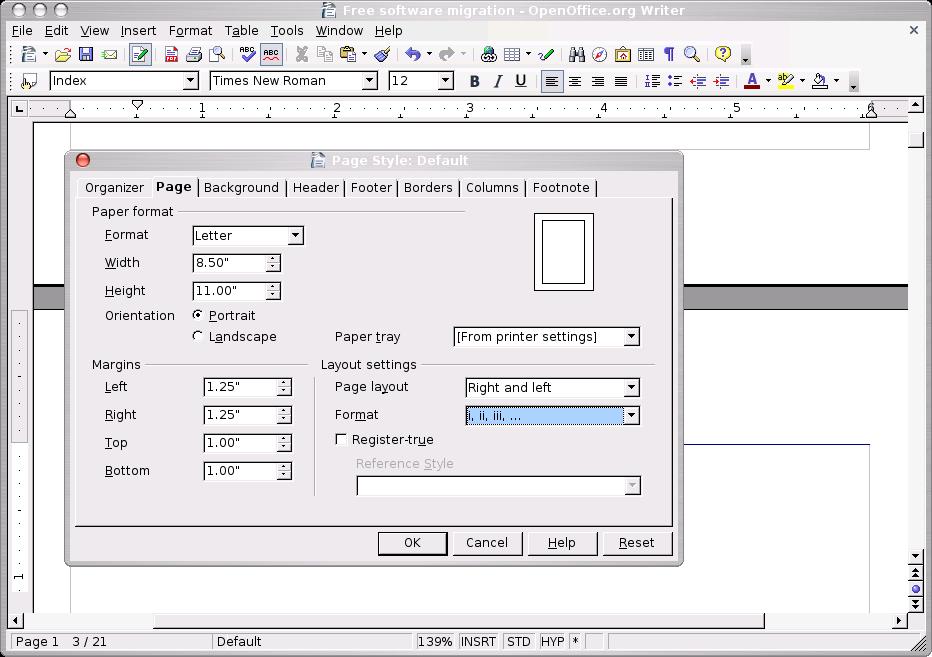 Free software migration - OpenOffice.org Writer
File Edit View Insert Format Table Tools Window Help
ABC ABC
Index Times New Roman 12 B I U A
1 2 3 4 5 6
Page Style: Default
Organizer Page Background Header Footer Borders Columns Footnote
Paper format
Format Letter
Width 8.50"
Height 11.00"
Orientation Portrait
Landscape Paper tray [From printer settings]
Margins Layout settings
Left 1.25" Page layout Right and left
Right 1.25" Format i, ii, iii, ...
Top 1.00" Register-true
Reference Style
Bottom 1.00"
OK Cancel Help Reset
1
Page 1 3 / 21 Default 139% INSRT STD HYP *